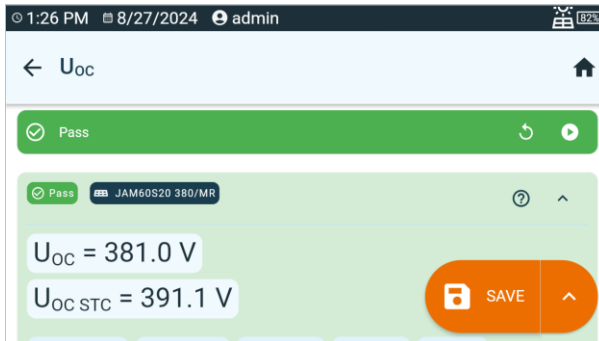 1:26 PM 8/27/2024 admin 82%
UOC
Pass
Pass JAM60S20 380/MR
UOC = 381.0 V
UOC STC = 391.1 V
SAVE